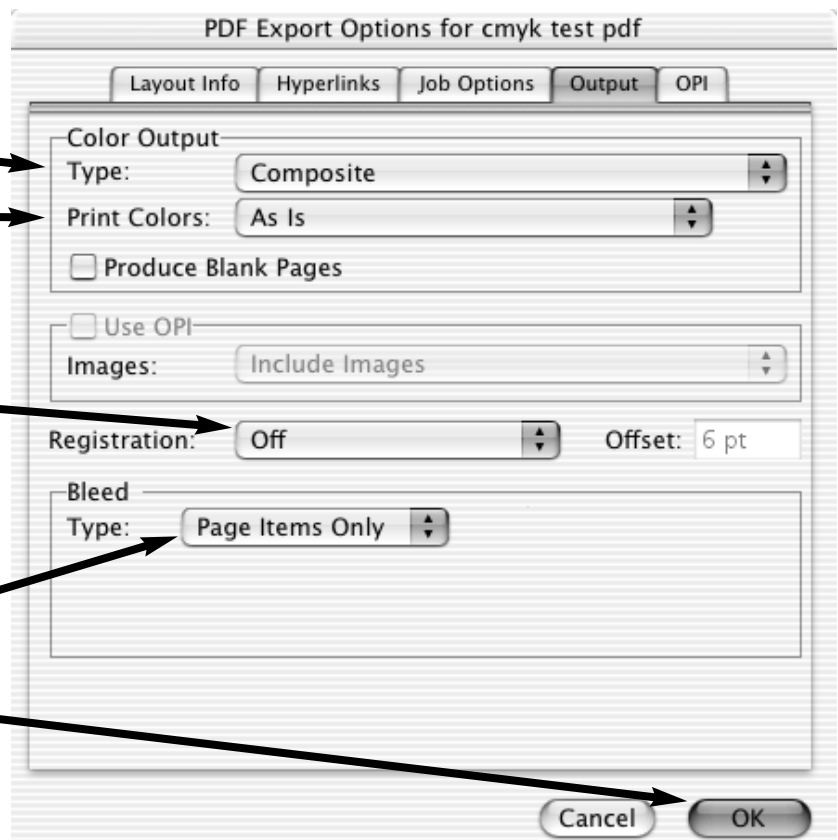 PDF Export Options for cmyk test pdf
Layout Info Hyperlinks Job Options Output OPI
Color Output
Type: Composite
Print Colors: As Is
Produce Blank Pages
Use OPI
Images: Include Images
Registration: Off Offset: 6 pt
Bleed
Type: Page Items Only
Cancel OK